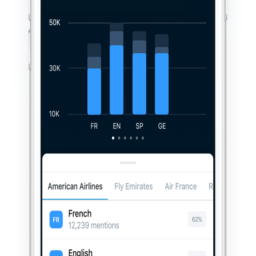 50K
30K
10K
FR EN SP GE
American Airlines Fly Emirates Air France R
FR French 62%
12,239 mentions
English